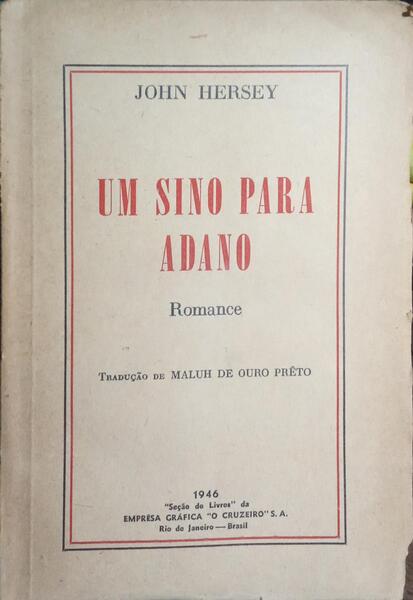 JOHN HERSEY
UM SINO PARA
ADANO
Romance
TRADUÇÃO DE MALUH DE OURO PRÊTO
1946
"Seção de Livros" da
EMPRÊSA GRÁFICA "O CRUZEIRO" S. A.
Rio de Janeiro — Brasil